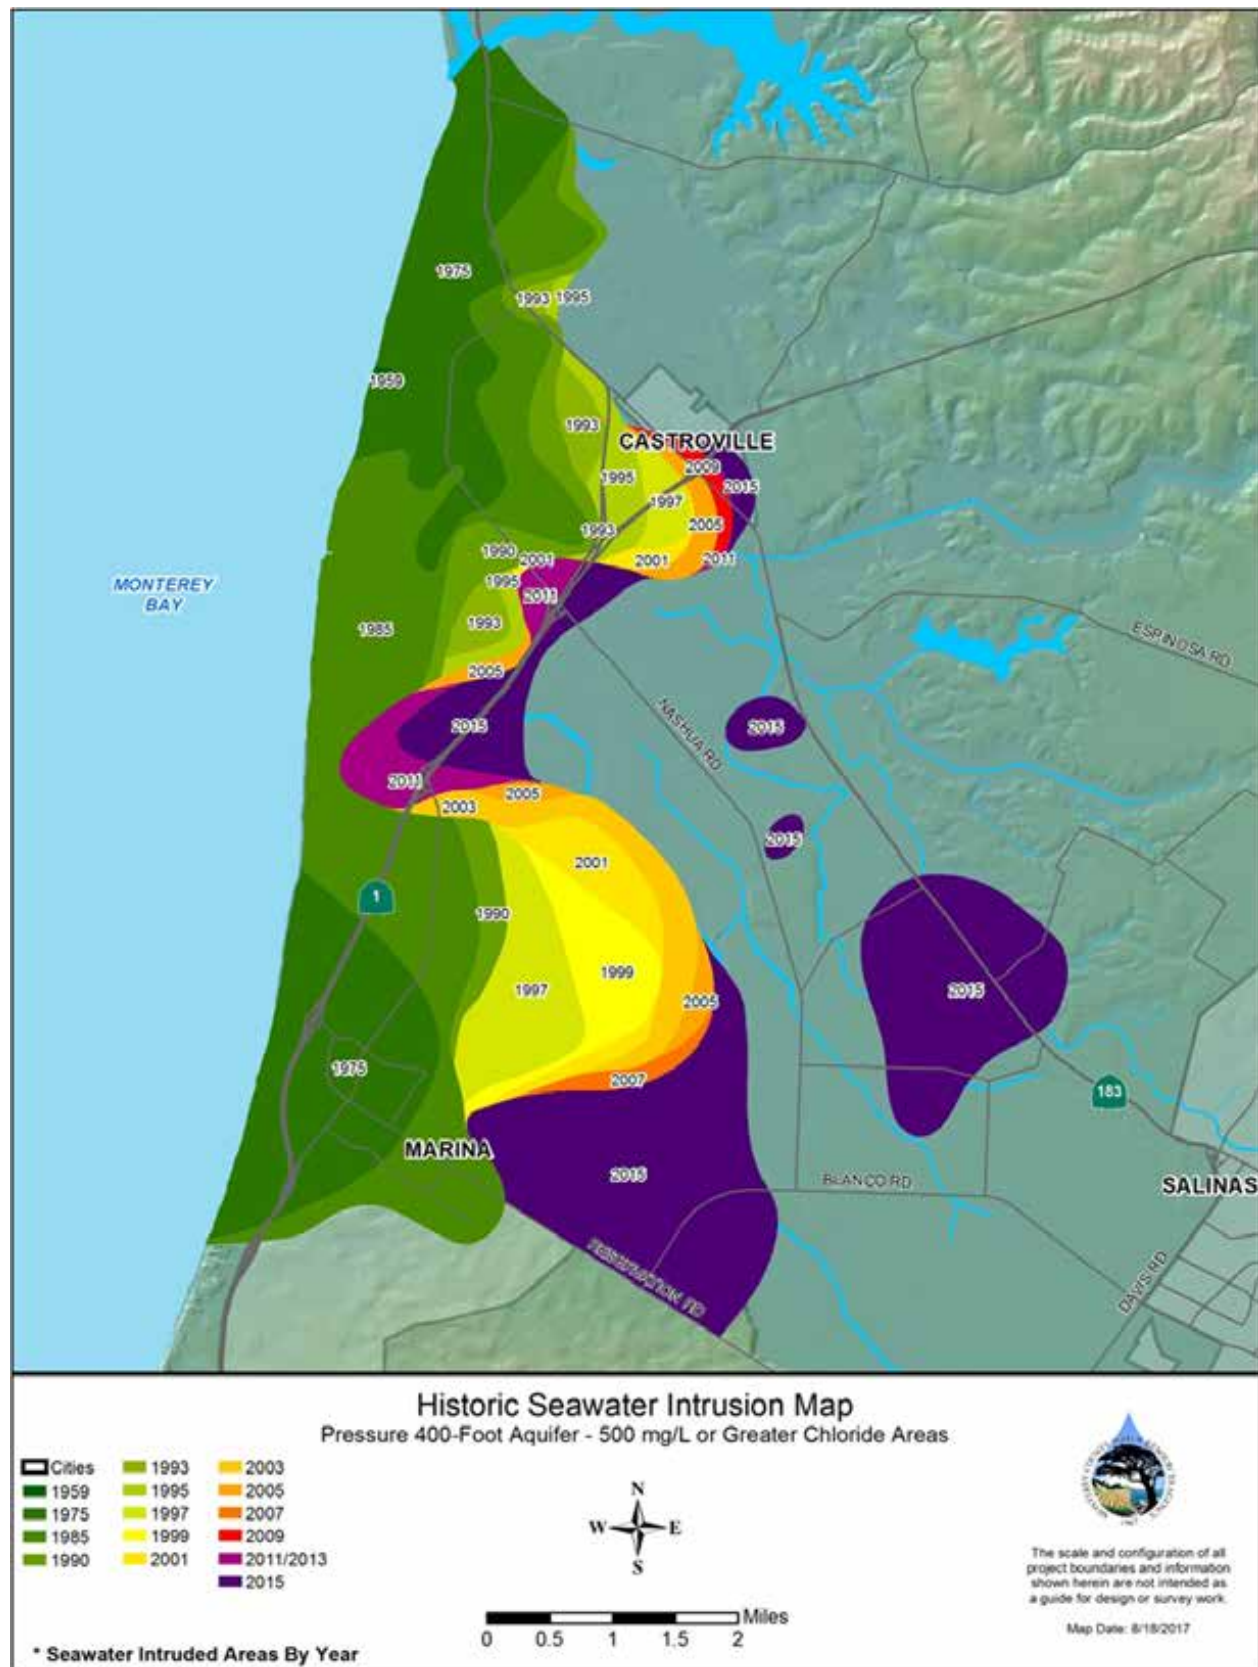 1975
1993
1995
1959
1993
CASTROVILLE
2009
1995
2015
1997
2005
1993
1990
2001
2001
2011
1995
2011
MONTEREY
BAY
1993
1985
ESPINOSA RD
2005
2015
NASHUA RD
2015
2011
2005
2003
2015
2001
1
1990
1999
1997
2005
2015
1975
2007
183
MARINA
2015
BLANCO RD
SALINAS
RESERVATION RD
DAVIS RD
Historic Seawater Intrusion Map
Pressure 400-Foot Aquifer - 500 mg/L or Greater Chloride Areas
Cities
1959
1975
1985
1990
1993
1995
1997
1999
2001
2003
2005
2007
2009
2011/2013
2015
N
W E
S
Miles
0 0.5 1 1.5 2
The scale and configuration of all
project boundaries and information
shown herein are not intended as
a guide for design or survey work.
Map Date: 8/18/2017
* Seawater Intruded Areas By Year